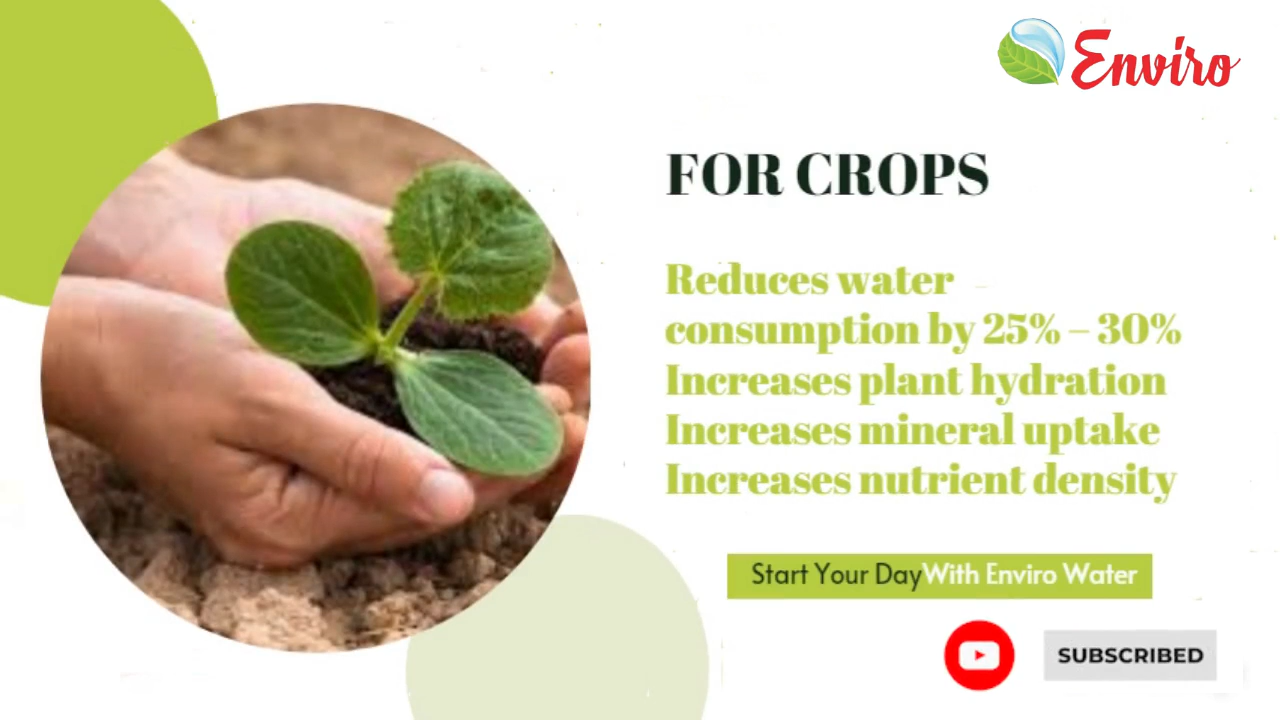 Enviro
FOR CROPS
Reduces water
consumption by 25% – 30%
Increases plant hydration
Increases mineral uptake
Increases nutrient density
Start Your DayWith Enviro Water
SUBSCRIBED